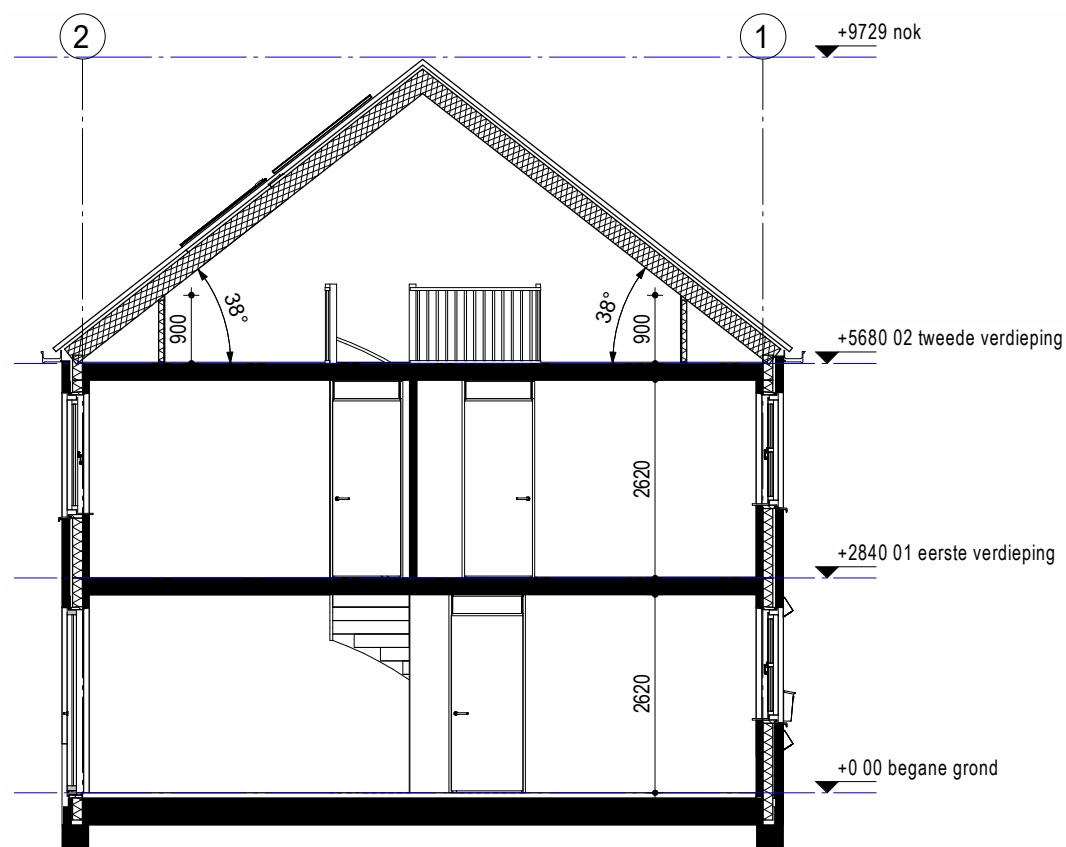 2
1
+9729 nok
38°
900
38°
900
+5680 02 tweede verdieping
2620
+2840 01 eerste verdieping
2620
+0 00 begane grond